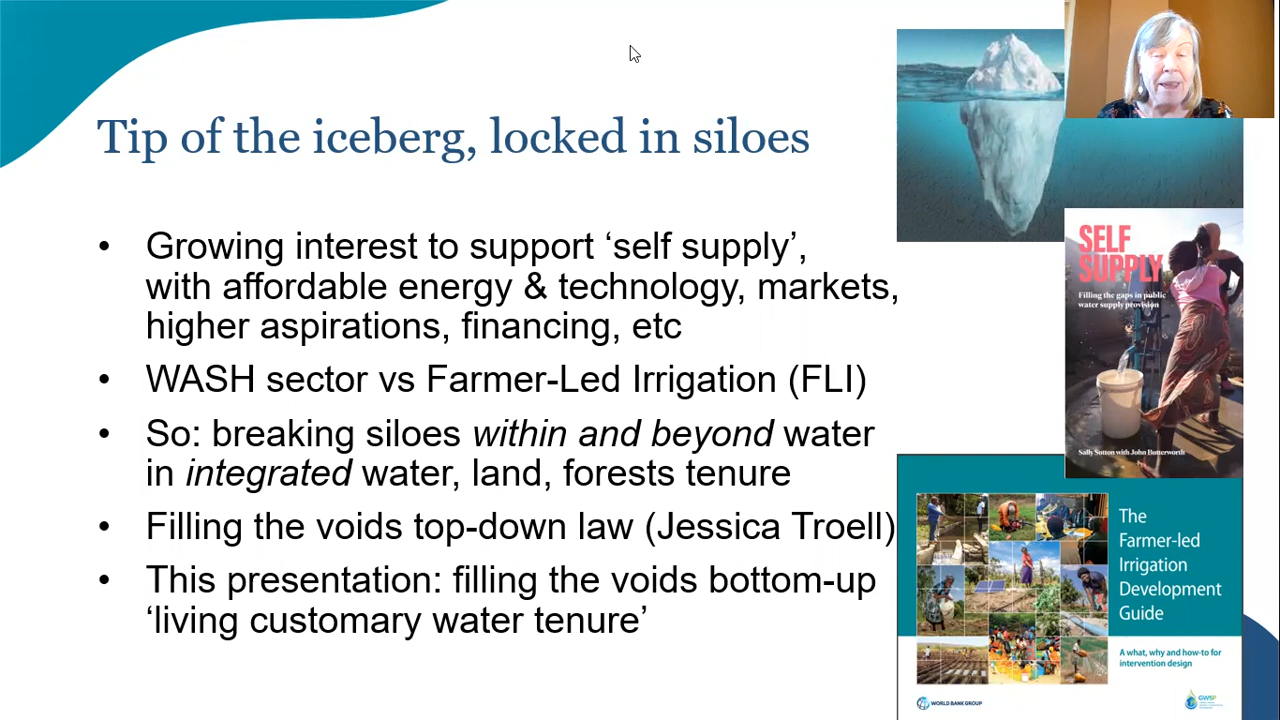 Tip of the iceberg, locked in siloes
• Growing interest to support ‘self supply’,
with affordable energy & technology, markets,
higher aspirations, financing, etc
• WASH sector vs Farmer-Led Irrigation (FLI)
• So: breaking siloes within and beyond water
in integrated water, land, forests tenure
• Filling the voids top-down law (Jessica Troell)
• This presentation: filling the voids bottom-up
‘living customary water tenure’
SELF
SUPPLY
Filling the gaps in public
water supply provision
Sally Sutton with John Butterworth
The
Farmer-led
Irrigation
Development
Guide
A what, why and how-to for
intervention design
WORLD BANK GROUP
GWSP